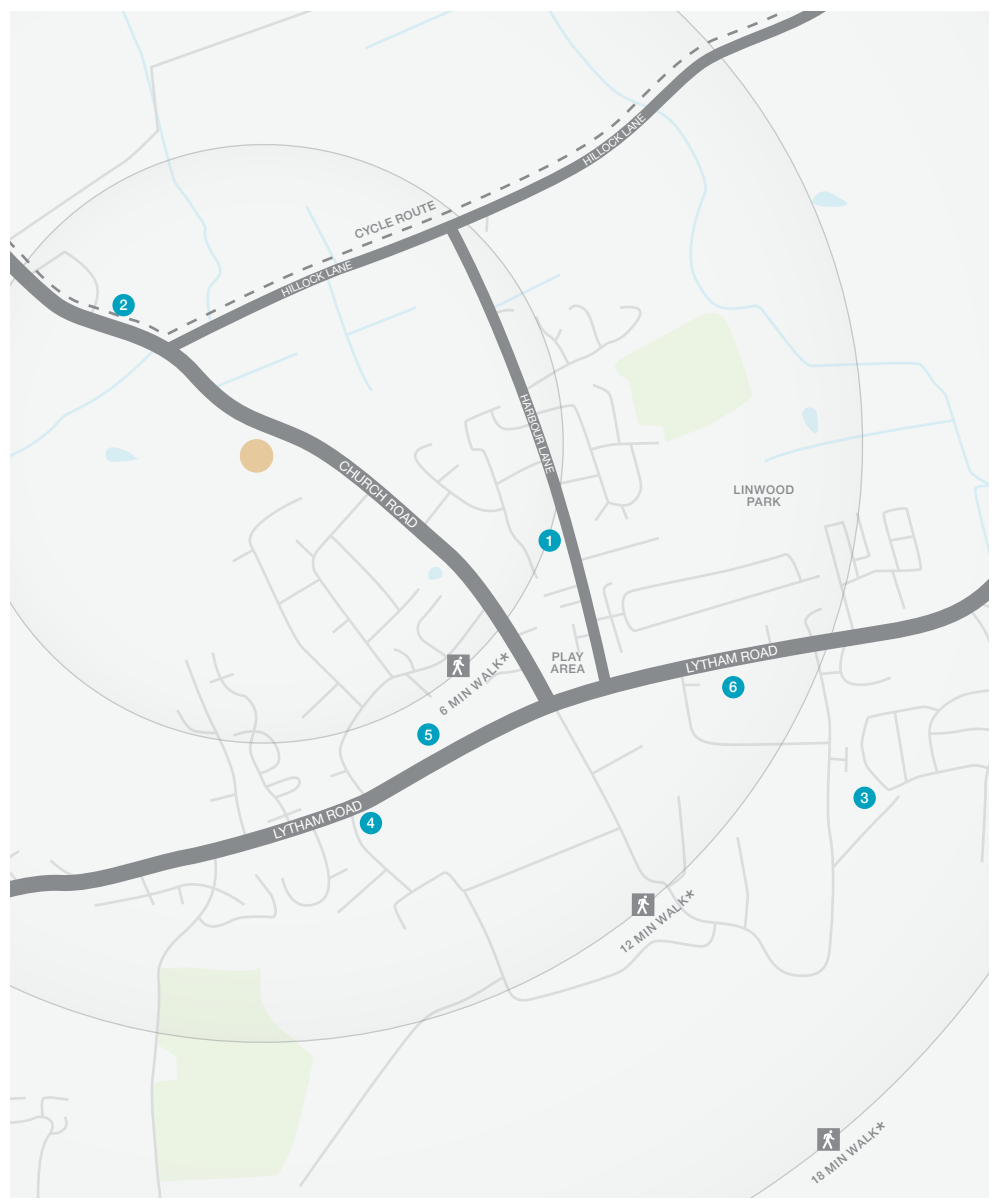 HILLOCK LANE
CYCLE ROUTE
HILLOCK LANE
2
HARBOUR LANE
CHURCH ROAD
LINWOOD
PARK
1
PLAY
AREA
6 MIN WALK*
LYTHAM ROAD
6
5
3
LYTHAM ROAD
4
12 MIN WALK*
18 MIN WALK*